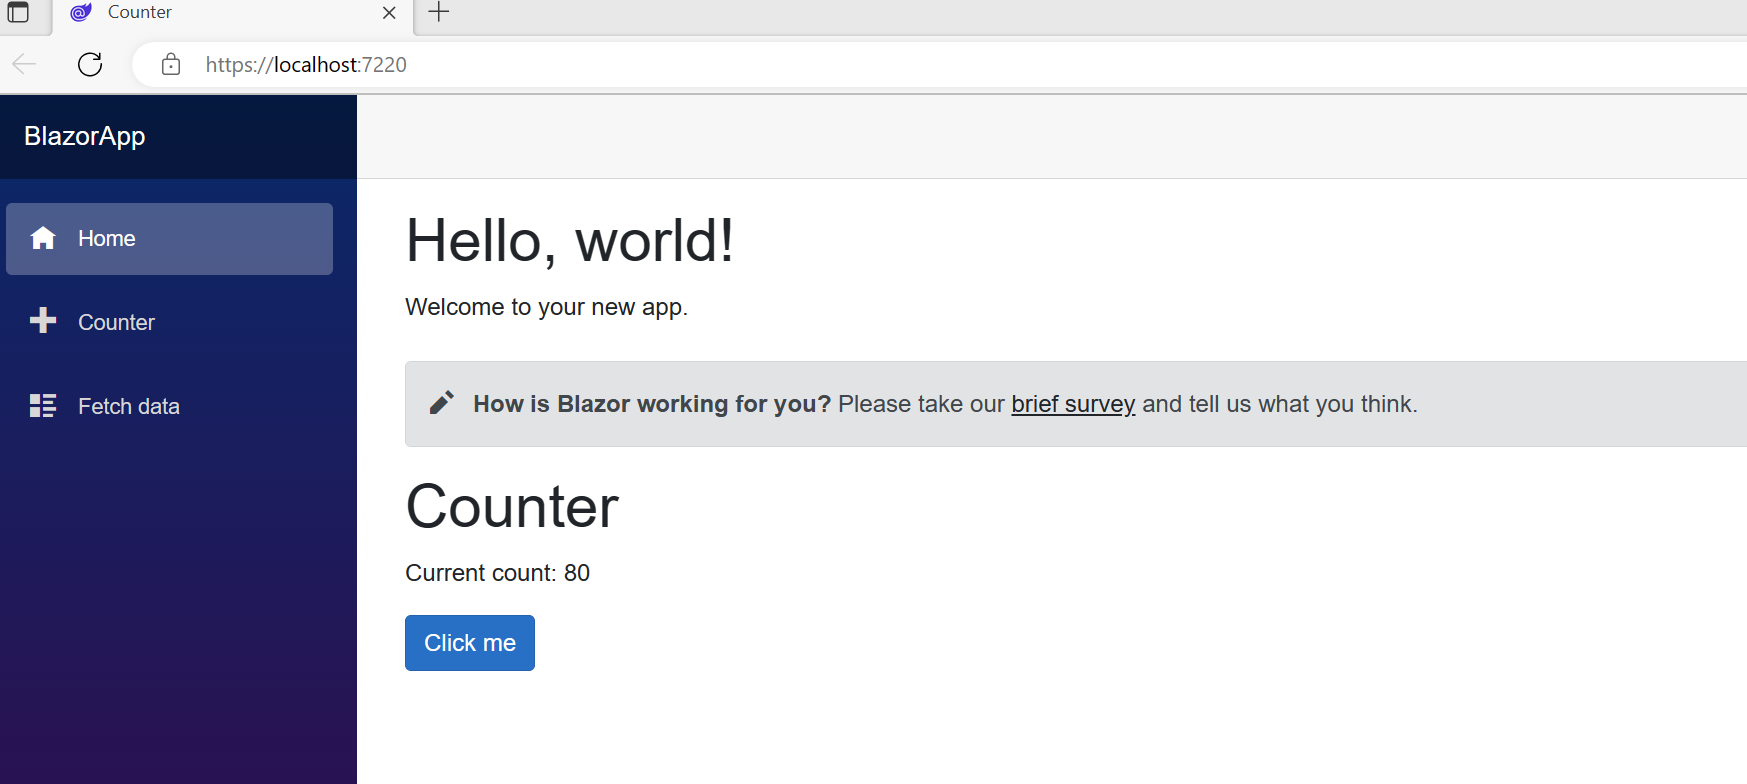 Counter
https://localhost:7220
BlazorApp
Home
Counter
Fetch data
Hello, world!
Welcome to your new app.
How is Blazor working for you? Please take our brief survey and tell us what you think.
Counter
Current count: 80
Click me